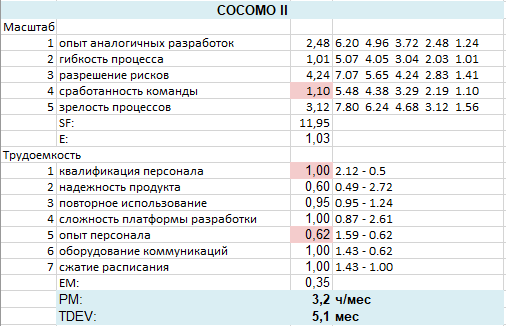 COCOMO II
Масштаб
1 опыт аналогичных разработок 2,48 6.20 4.96 3.72 2.48 1.24
2 гибкость процесса 1,01 5.07 4.05 3.04 2.03 1.01
3 разрешение рисков 4,24 7.07 5.65 4.24 2.83 1.41
4 сработанность команды 1,10 5.48 4.38 3.29 2.19 1.10
5 зрелость процессов 3,12 7.80 6.24 4.68 3.12 1.56
SF: 11,95
E: 1,03
Трудоемкость
1 квалификация персонала 1,00 2.12 - 0.5
2 надежность продукта 0,60 0.49 - 2.72
3 повторное использование 0,95 0.95 - 1.24
4 сложность платформы разработки 1,00 0.87 - 2.61
5 опыт персонала 0,62 1.59 - 0.62
6 оборудование коммуникаций 1,00 1.43 - 0.62
7 сжатие расписания 1,00 1.43 - 1.00
EM: 0,35
PM: 3,2 ч/мес
TDEV: 5,1 мес